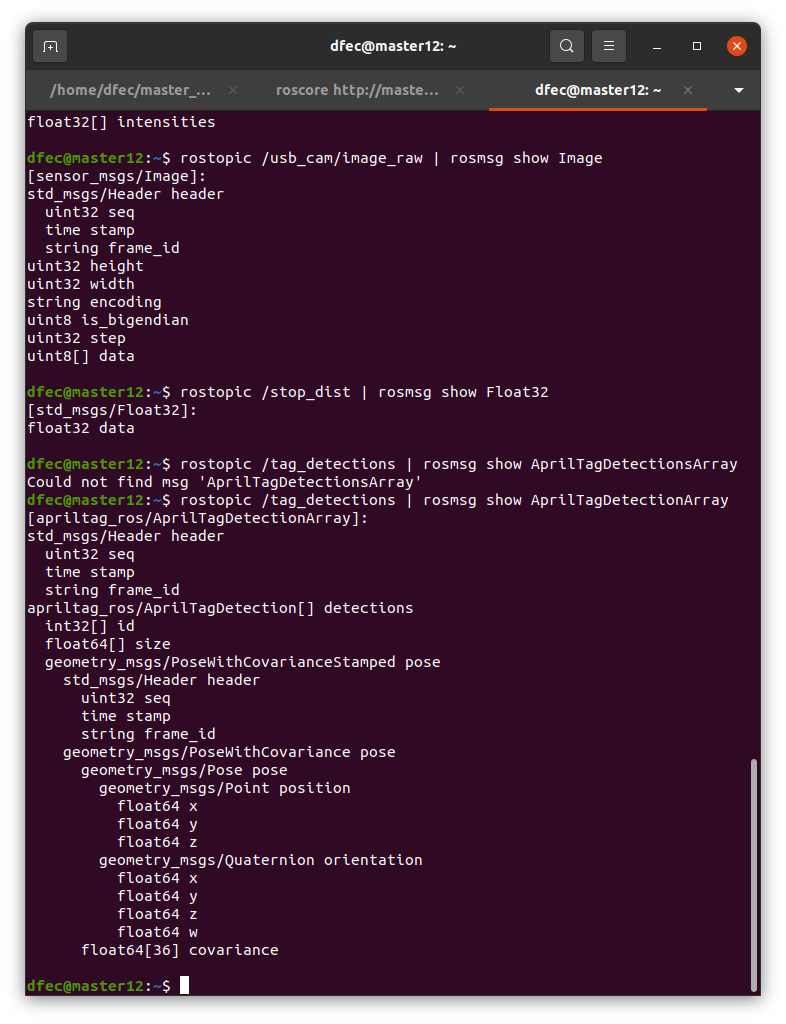 dfec@master12: ~
/home/dfec/master_...
roscore http://maste...
dfec@master12: ~
float32[] intensities
dfec@master12:~$ rostopic /usb_cam/image_raw | rosmsg show Image
[sensor_msgs/Image]:
std_msgs/Header header
  uint32 seq
  time stamp
  string frame_id
uint32 height
uint32 width
string encoding
uint8 is_bigendian
uint32 step
uint8[] data
dfec@master12:~$ rostopic /stop_dist | rosmsg show Float32
[std_msgs/Float32]:
float32 data
dfec@master12:~$ rostopic /tag_detections | rosmsg show AprilTagDetectionsArray
Could not find msg 'AprilTagDetectionsArray'
dfec@master12:~$ rostopic /tag_detections | rosmsg show AprilTagDetectionArray
[apriltag_ros/AprilTagDetectionArray]:
std_msgs/Header header
  uint32 seq
  time stamp
  string frame_id
apriltag_ros/AprilTagDetection[] detections
  int32[] id
  float64[] size
  geometry_msgs/PoseWithCovarianceStamped pose
    std_msgs/Header header
      uint32 seq
      time stamp
      string frame_id
    geometry_msgs/PoseWithCovariance pose
      geometry_msgs/Pose pose
        geometry_msgs/Point position
          float64 x
          float64 y
          float64 z
        geometry_msgs/Quaternion orientation
          float64 x
          float64 y
          float64 z
          float64 w
      float64[36] covariance
dfec@master12:~$